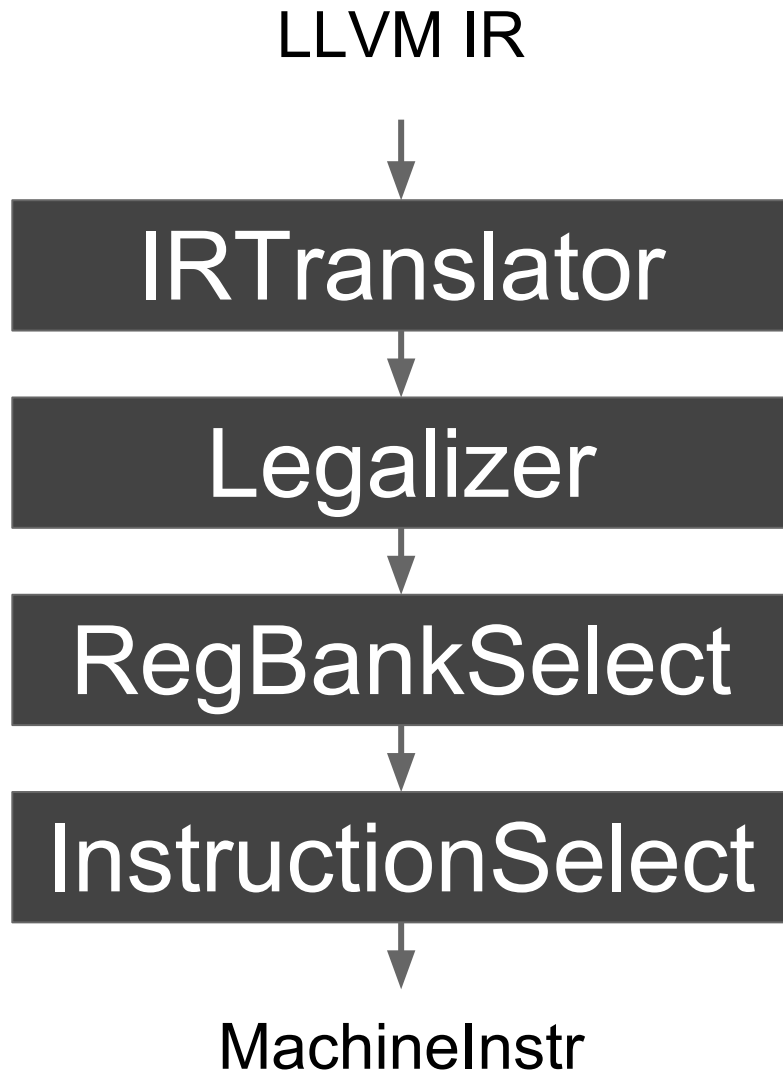 LLVM IR
IRTranslator
Legalizer
RegBankSelect
InstructionSelect
MachineInstr